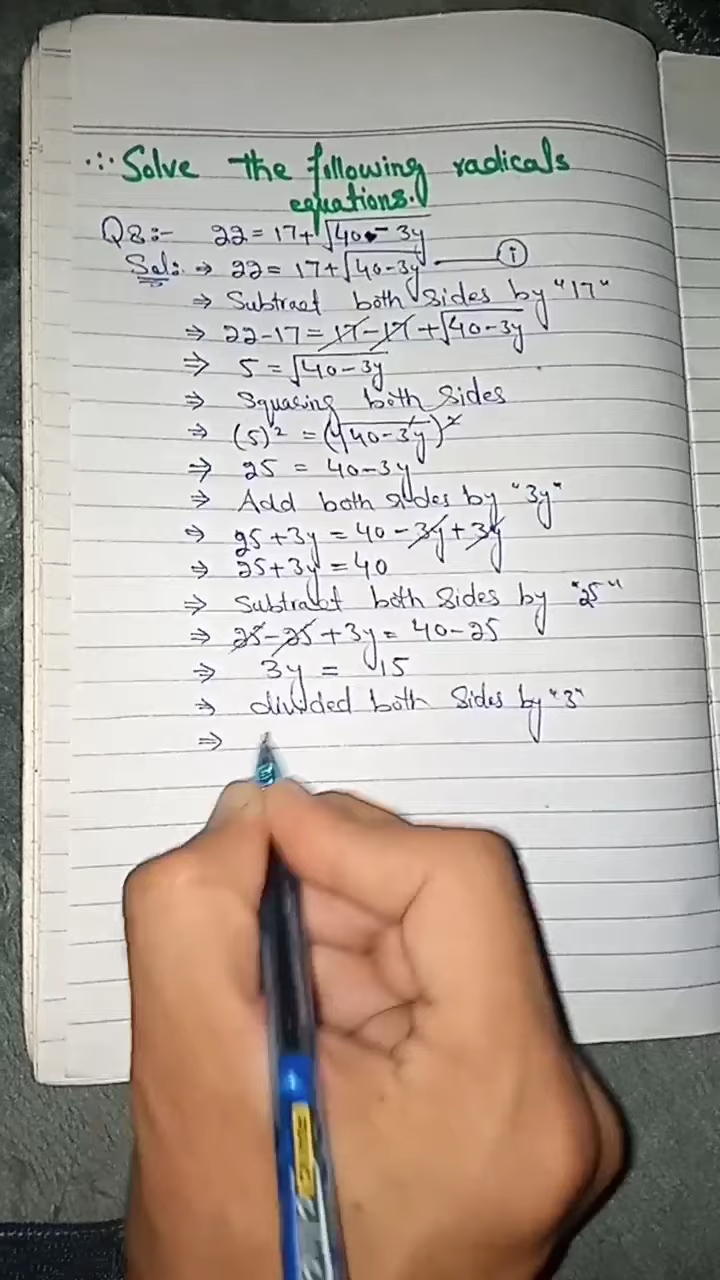 ∴ Solve the following radicals
equations.
Q8:- 22 = 17 + √40 - 3y
Sol: ⇒ 22 = 17 + √40-3y —— (i)
⇒ Subtract both sides by "17"
⇒ 22-17 = 17-17 + √40-3y
⇒ 5 = √40-3y
⇒ Squaring both sides
⇒ (5)² = (√40-3y)²
⇒ 25 = 40-3y
⇒ Add both sides by "3y"
⇒ 25+3y = 40-3y+3y
⇒ 25+3y = 40
⇒ Subtract both sides by "25"
⇒ 25-25+3y = 40-25
⇒ 3y = 15
⇒ divided both sides by "3"
⇒